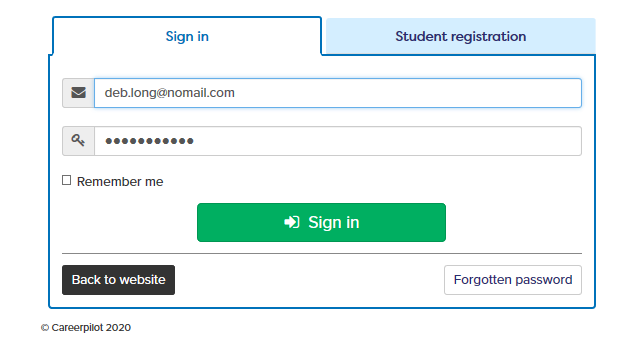 Sign in
Student registration
deb.long@nomail.com
●●●●●●●●●●●
Remember me
Sign in
Back to website
Forgotten password
© Careerpilot 2020